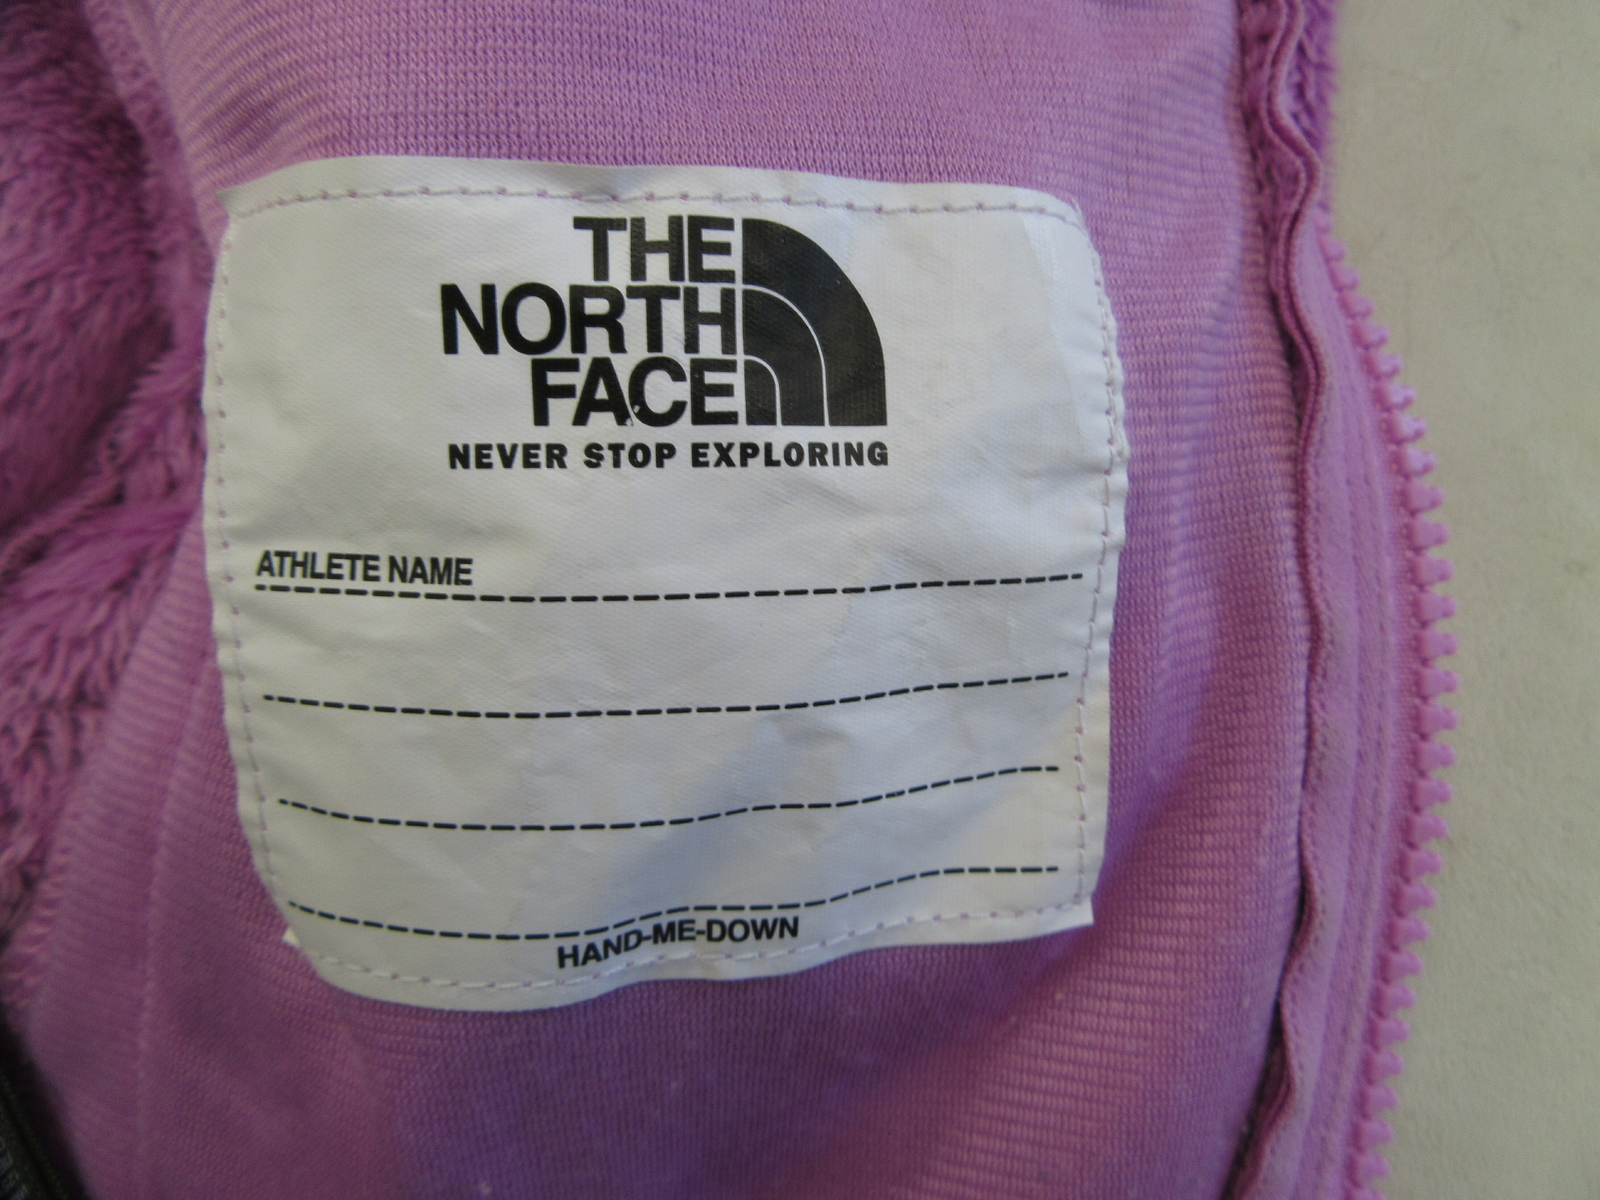 THE
NORTH
FACE
NEVER STOP EXPLORING
ATHLETE NAME
HAND-ME-DOWN